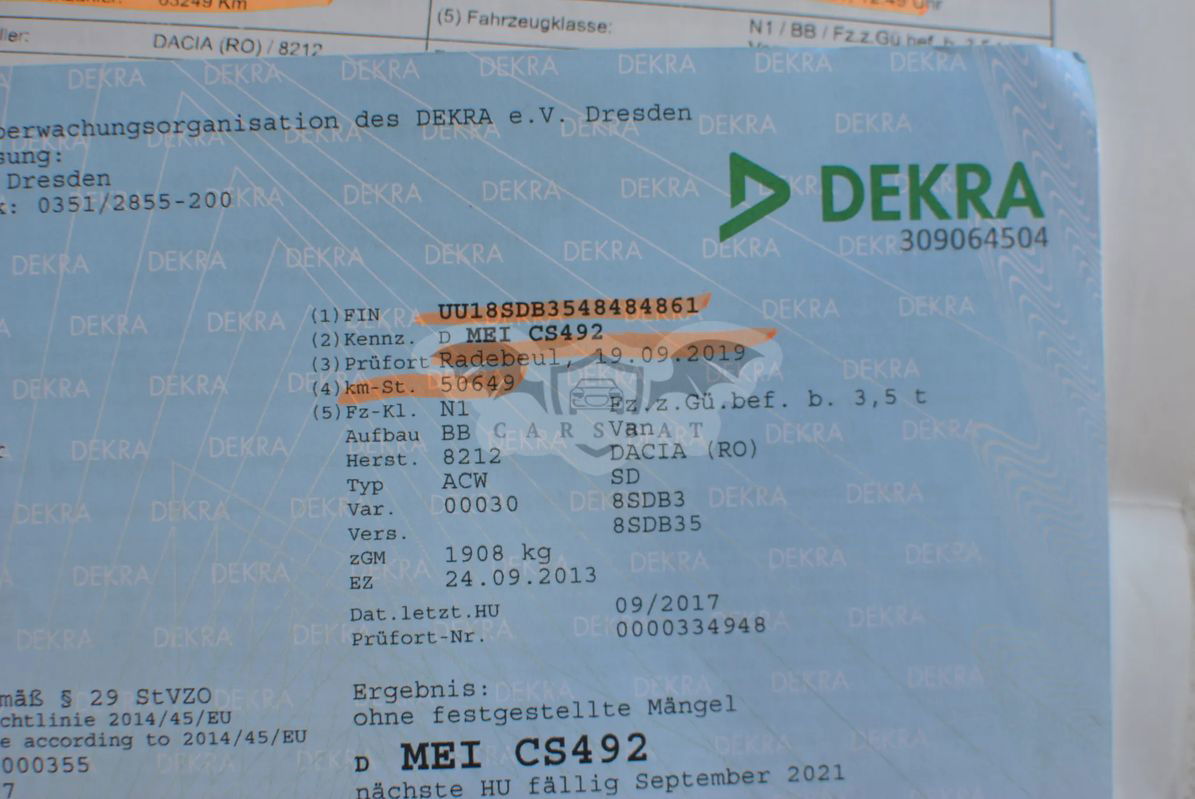 03249 Km
(5) Fahrzeugklasse:
N1 / BB / Fz.z.Gü.bef.
ller:
DACIA (RO) / 8212
berwachungsorganisation des DEKRA e.V. Dresden
sung:
Dresden
x: 0351/2855-200
DEKRA
309064504
(1) FIN UU18SDB3548484861
(2) Kennz. D MEI CS492
(3) Prüfort Radebeul, 19.09.2019
(4) km-St. 50649
(5) Fz-Kl. N1 Fz.z.Gü.bef. b. 3,5 t
Aufbau BB Van
CARSAT
Herst. 8212 DACIA (RO)
Typ ACW SD
Var. 00030 8SDB3
Vers. 8SDB35
zGM 1908 kg
EZ 24.09.2013
Dat.letzt.HU 09/2017
Prüfort-Nr. 0000334948
mäß § 29 StVZO
chtlinie 2014/45/EU
e according to 2014/45/EU
000355
7
Ergebnis:
ohne festgestellte Mängel
D MEI CS492
nächste HU fällig September 2021